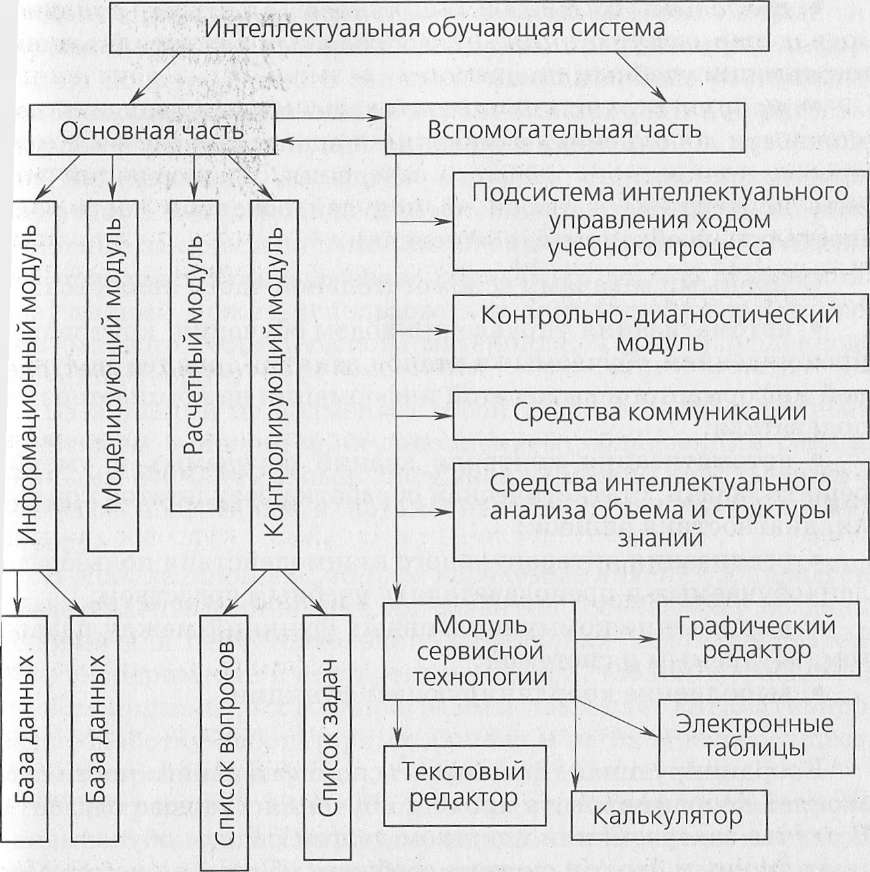 Интеллектуальная обучающая система
Основная часть
Вспомогательная часть
Информационный модуль
Моделирующий модуль
Расчетный модуль
Контролирующий модуль
Подсистема интеллектуального
управления ходом
учебного процесса
Контрольно-диагностический
модуль
Средства коммуникации
Средства интеллектуального
анализа объема и структуры
знаний
База данных
База данных
Список вопросов
Список задач
Модуль
сервисной
технологии
Графический
редактор
Электронные
таблицы
Текстовый
редактор
Калькулятор